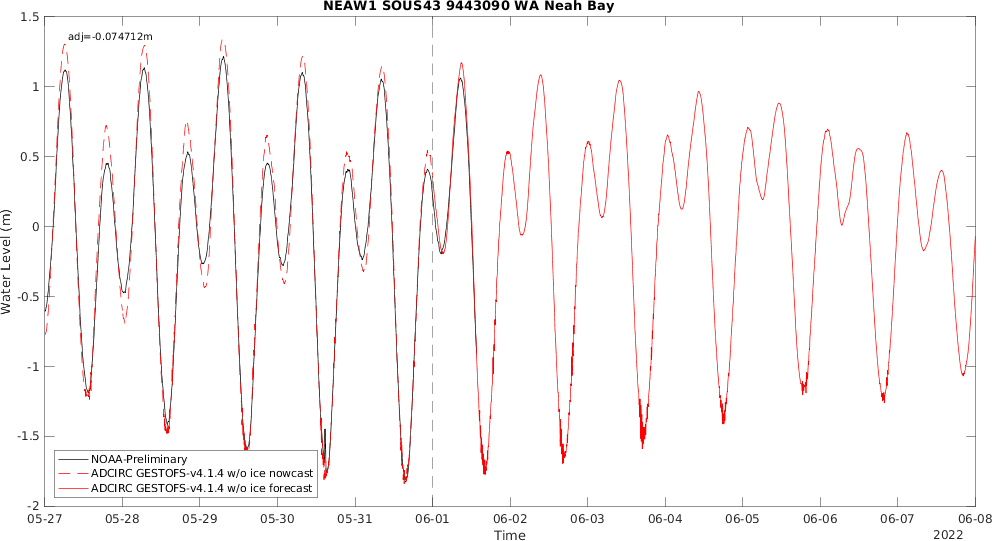 NEAW1 SOUS43 9443090 WA Neah Bay
adj=-0.074712m
1.5
1
0.5
0
-0.5
-1
-1.5
-2
Water Level (m)
NOAA-Preliminary
ADCIRC GESTOFS-v4.1.4 w/o ice nowcast
ADCIRC GESTOFS-v4.1.4 w/o ice forecast
05-27 05-28 05-29 05-30 05-31 06-01 06-02 06-03 06-04 06-05 06-06 06-07 06-08
Time
2022